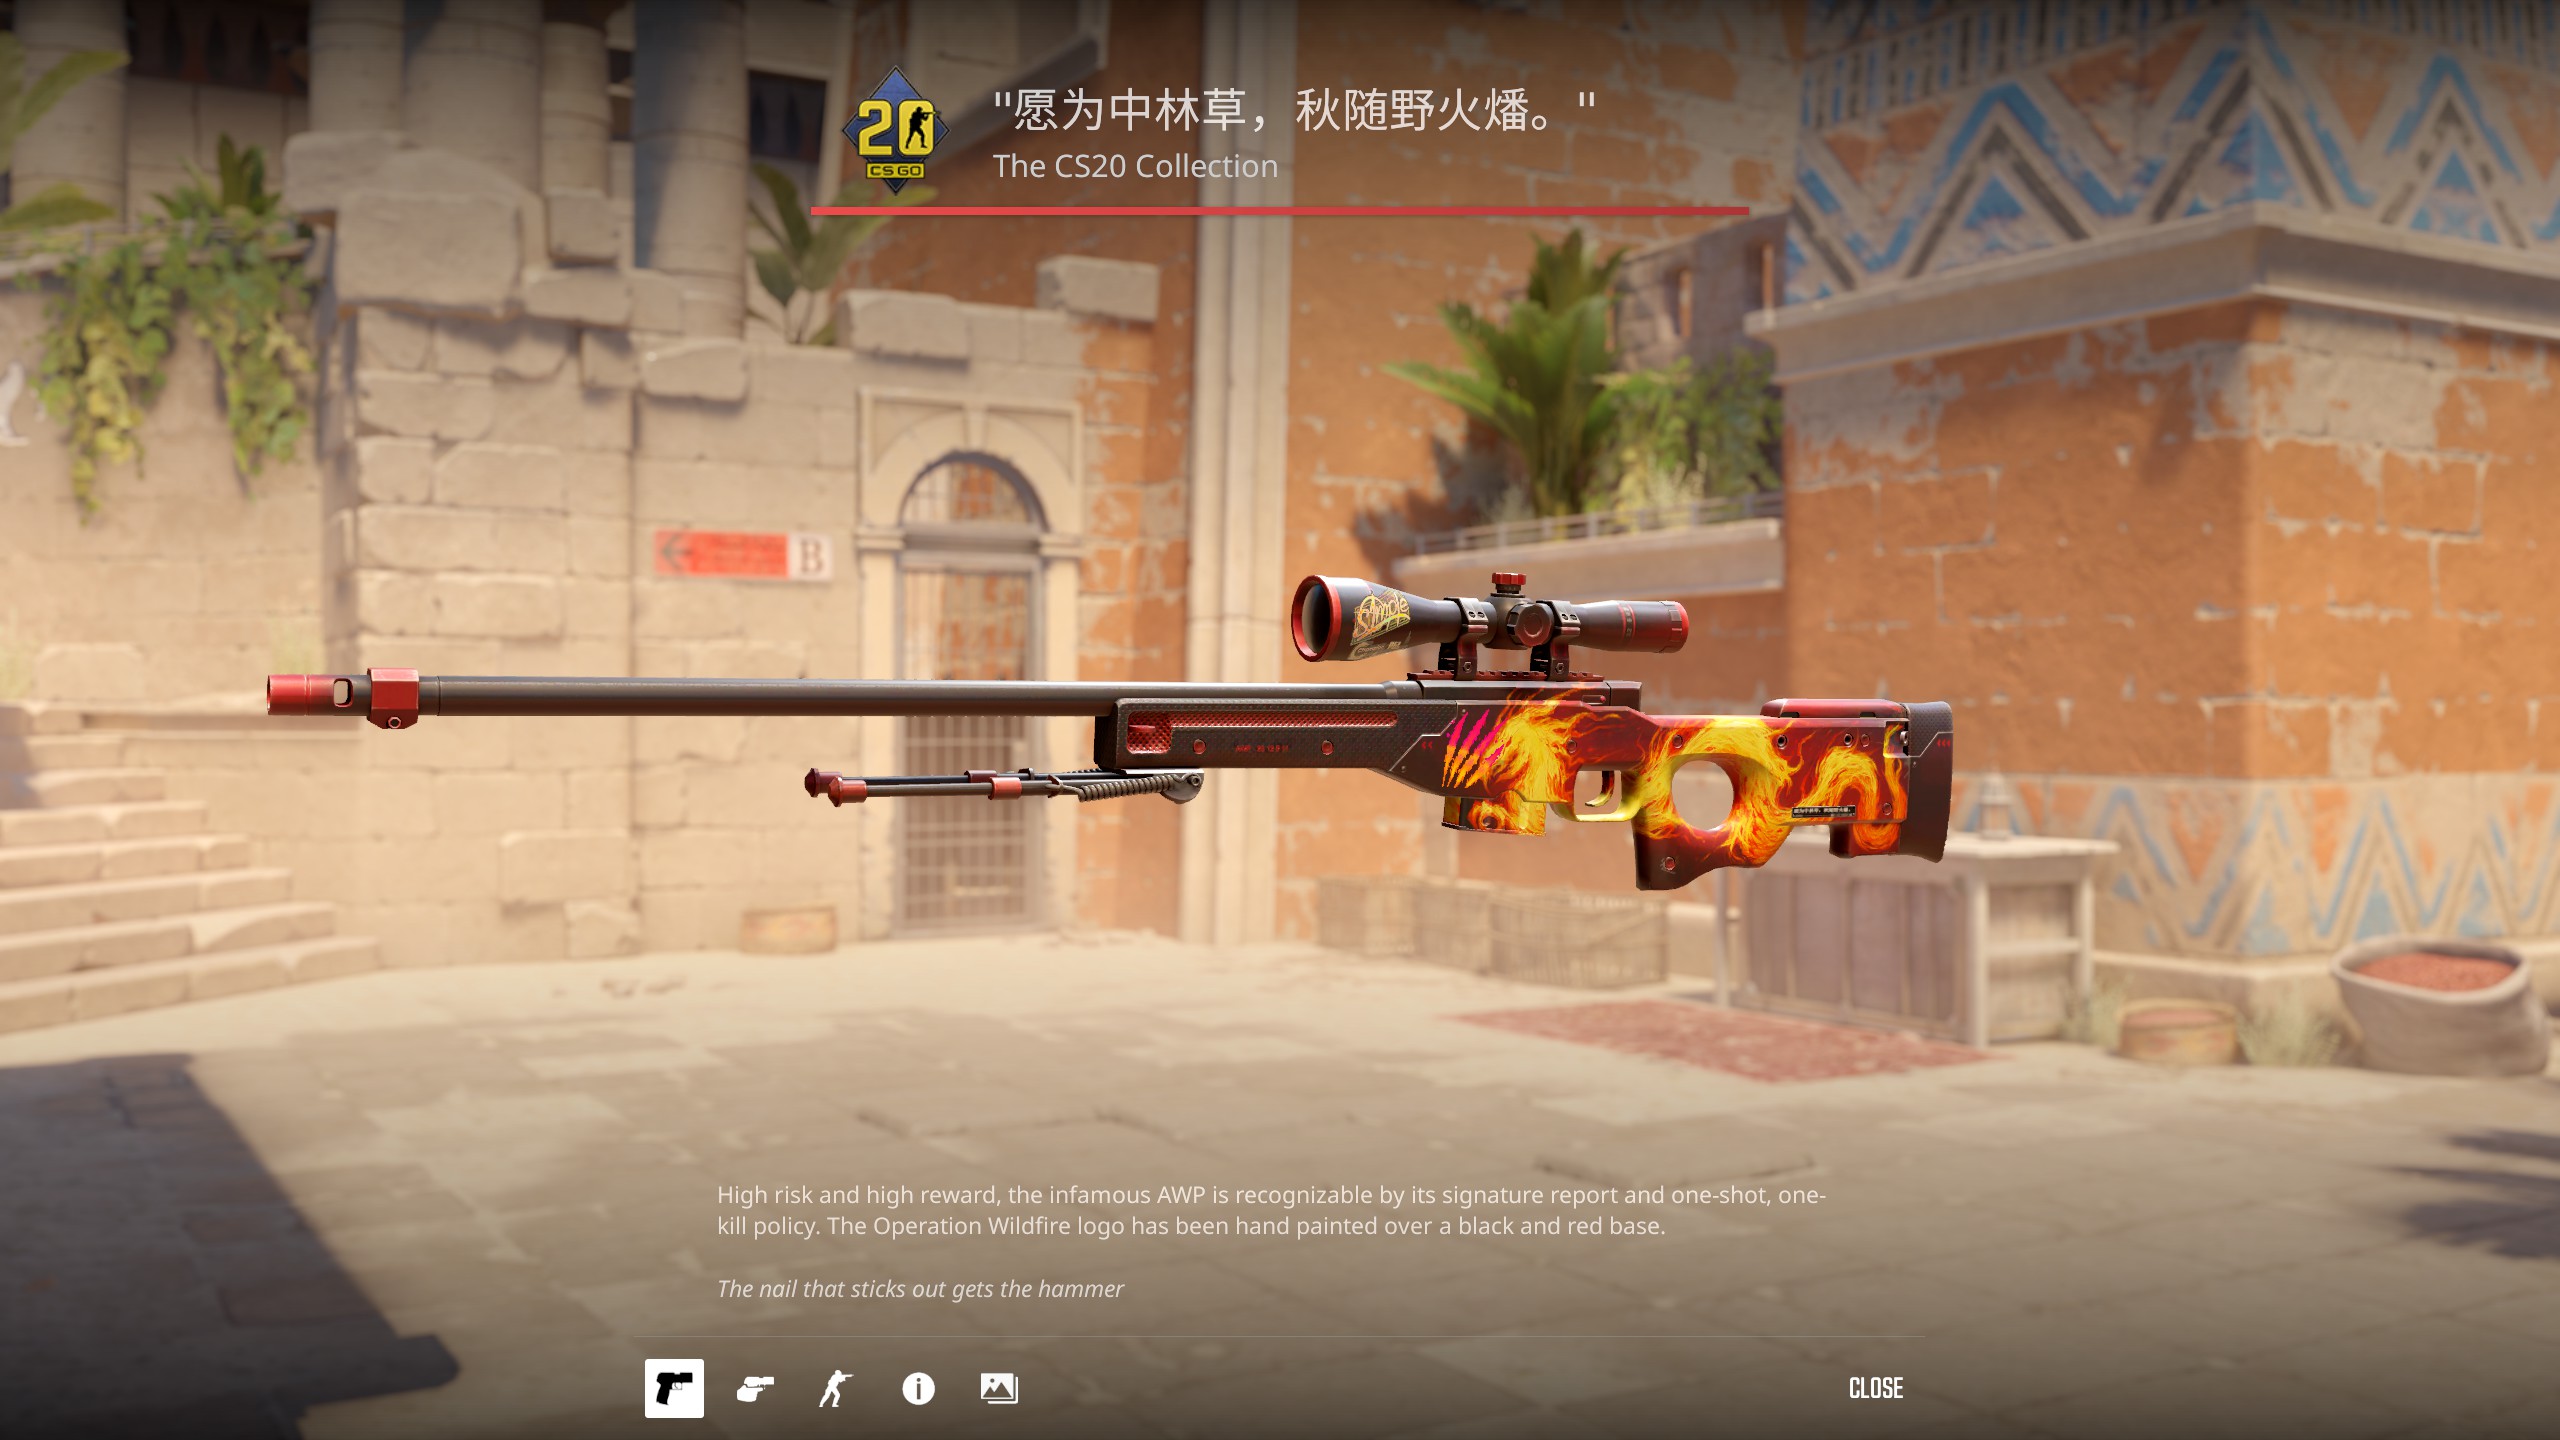 20
CS GO
"愿为中林草，秋随野火燔。"
The CS20 Collection
B
s1mple
High risk and high reward, the infamous AWP is recognizable by its signature report and one-shot, one-
kill policy. The Operation Wildfire logo has been hand painted over a black and red base.
The nail that sticks out gets the hammer
CLOSE